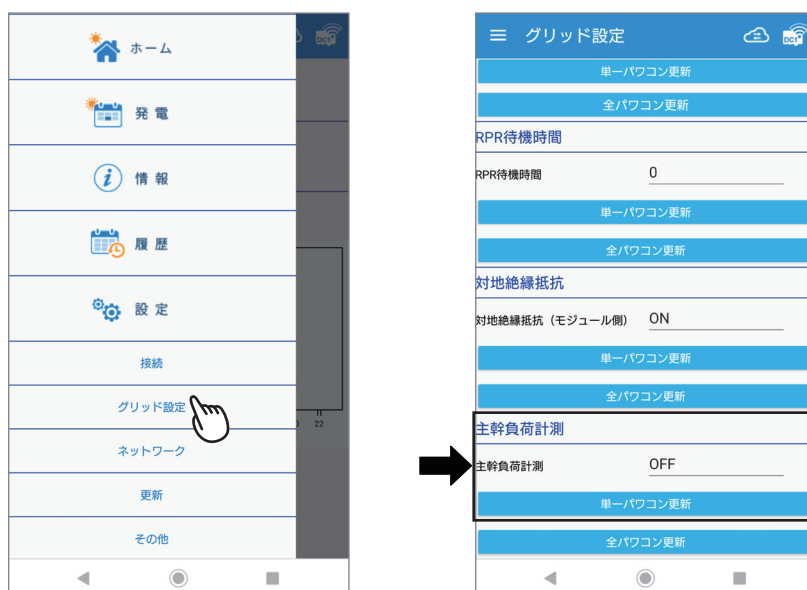 ホーム
発電
情報
履歴
設定
接続
グリッド設定
ネットワーク
更新
その他
DC1
22
グリッド設定
DC1
単一パワコン更新
全パワコン更新
RPR待機時間
RPR待機時間 0
単一パワコン更新
全パワコン更新
対地絶縁抵抗
対地絶縁抵抗（モジュール側） ON
単一パワコン更新
全パワコン更新
主幹負荷計測
主幹負荷計測 OFF
単一パワコン更新
全パワコン更新